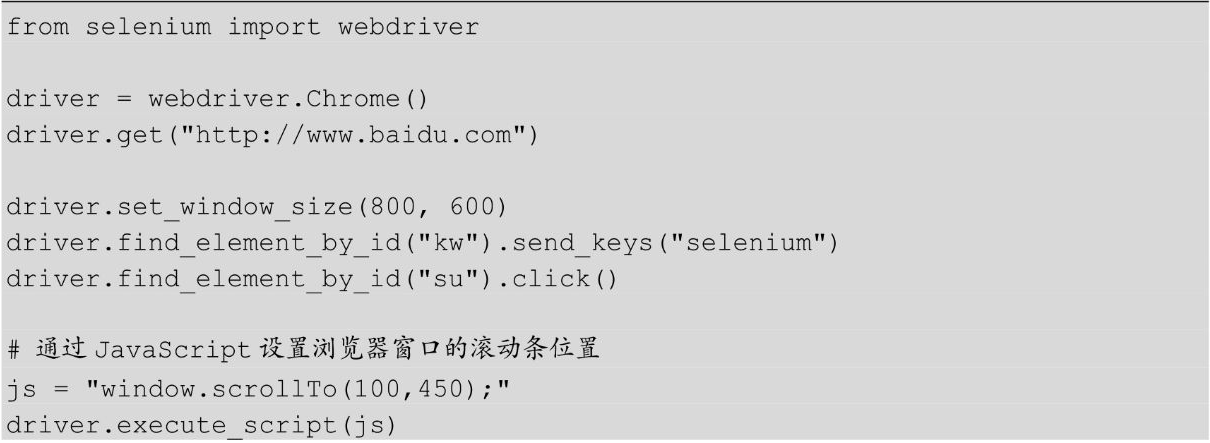 from selenium import webdriver
driver = webdriver.Chrome()
driver.get("http://www.baidu.com")
driver.set_window_size(800, 600)
driver.find_element_by_id("kw").send_keys("selenium")
driver.find_element_by_id("su").click()
# 通过 JavaScript 设置浏览器窗口的滚动条位置
js = "window.scrollTo(100,450);"
driver.execute_script(js)